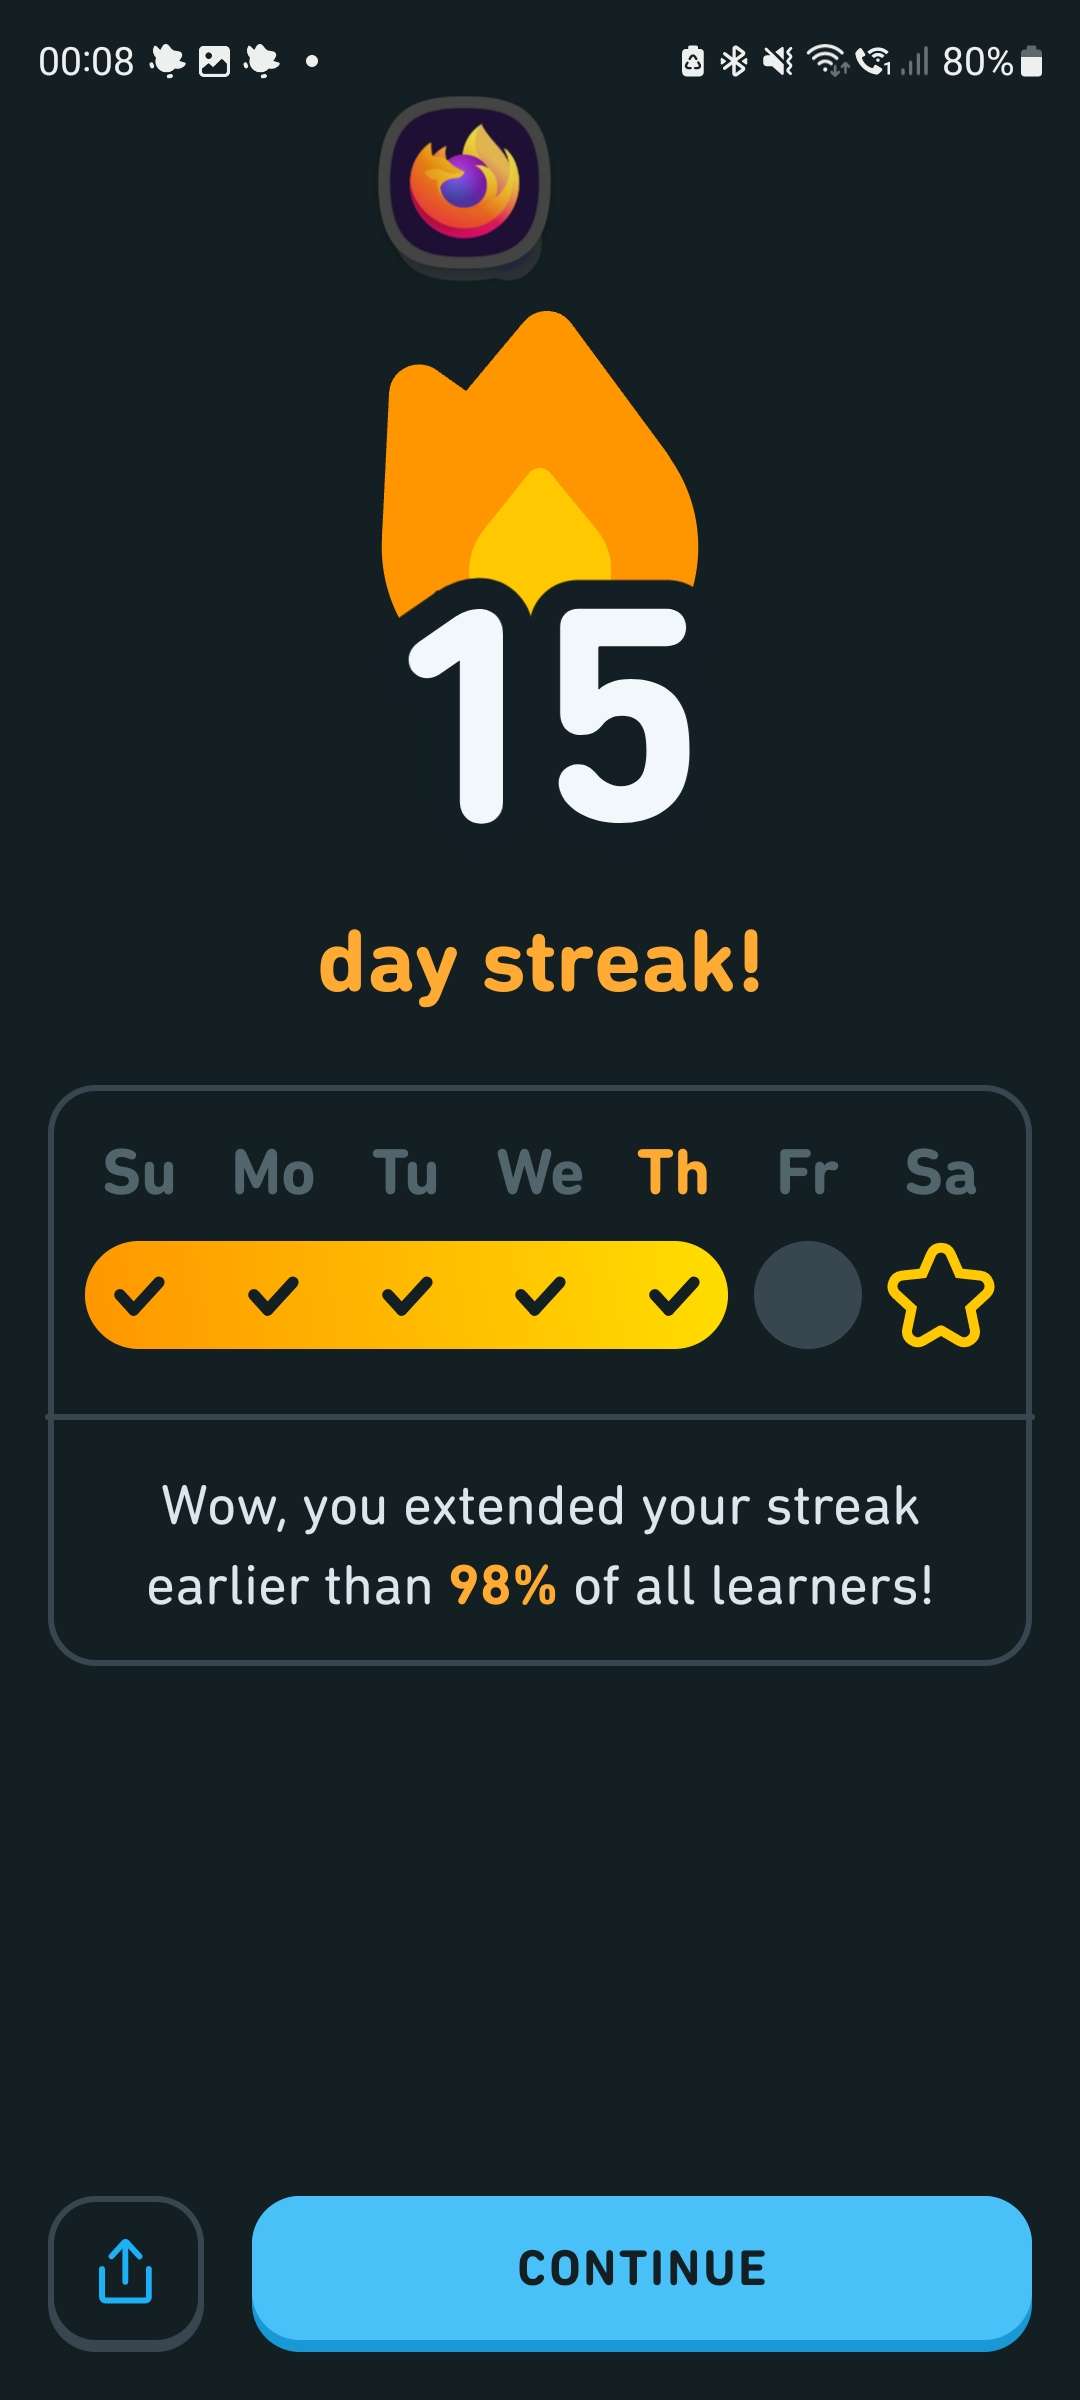 00:08 80%
15
day streak!
Su Mo Tu We Th Fr Sa
Wow, you extended your streak
earlier than 98% of all learners!
CONTINUE